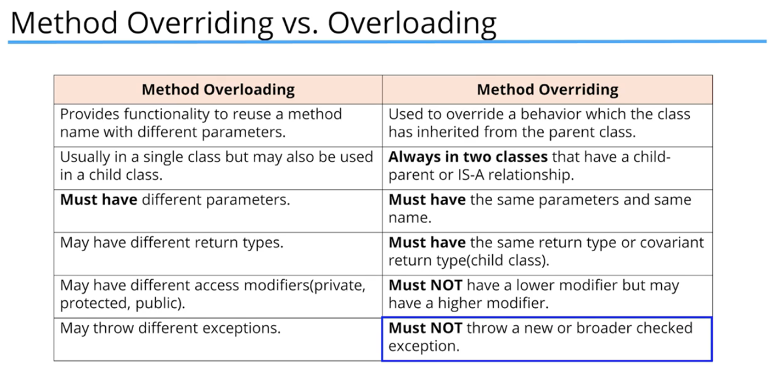 Method Overriding vs. Overloading
Method Overloading
Method Overriding
Provides functionality to reuse a method
name with different parameters.
Used to override a behavior which the class
has inherited from the parent class.
Usually in a single class but may also be used
in a child class.
Always in two classes that have a child-
parent or IS-A relationship.
Must have different parameters.
Must have the same parameters and same
name.
May have different return types.
Must have the same return type or covariant
return type(child class).
May have different access modifiers(private,
protected, public).
Must NOT have a lower modifier but may
have a higher modifier.
May throw different exceptions.
Must NOT throw a new or broader checked
exception.